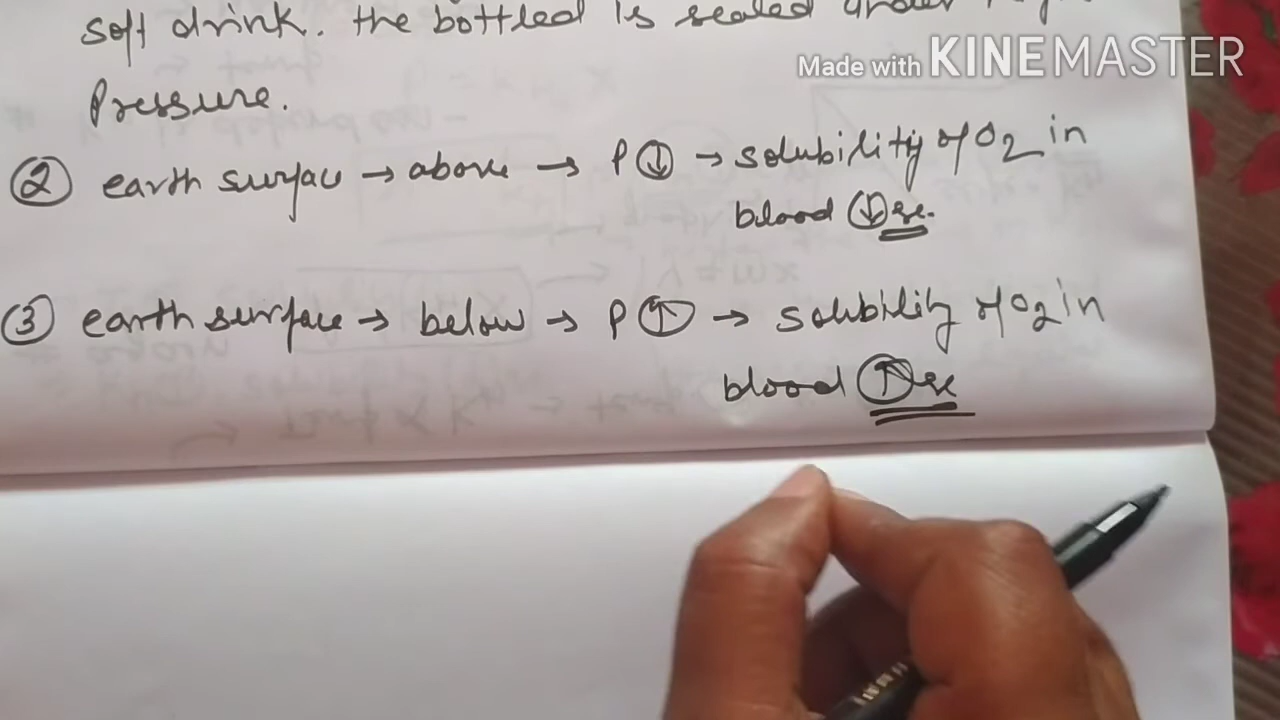 soft drink. the bottled is sealed under
Made with KINEMASTER
Pressure.
② earth surfac → above → P ↓ → solubility of O2 in
blood ↓se.
③ earth surface → below → P ↑ → solubility of O2 in
blood ↑se